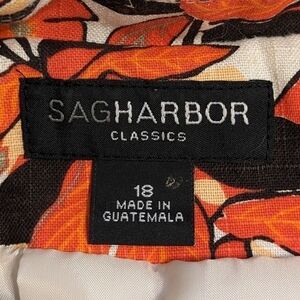 SAGHARBOR
CLASSICS
18
MADE IN
GUATEMALA